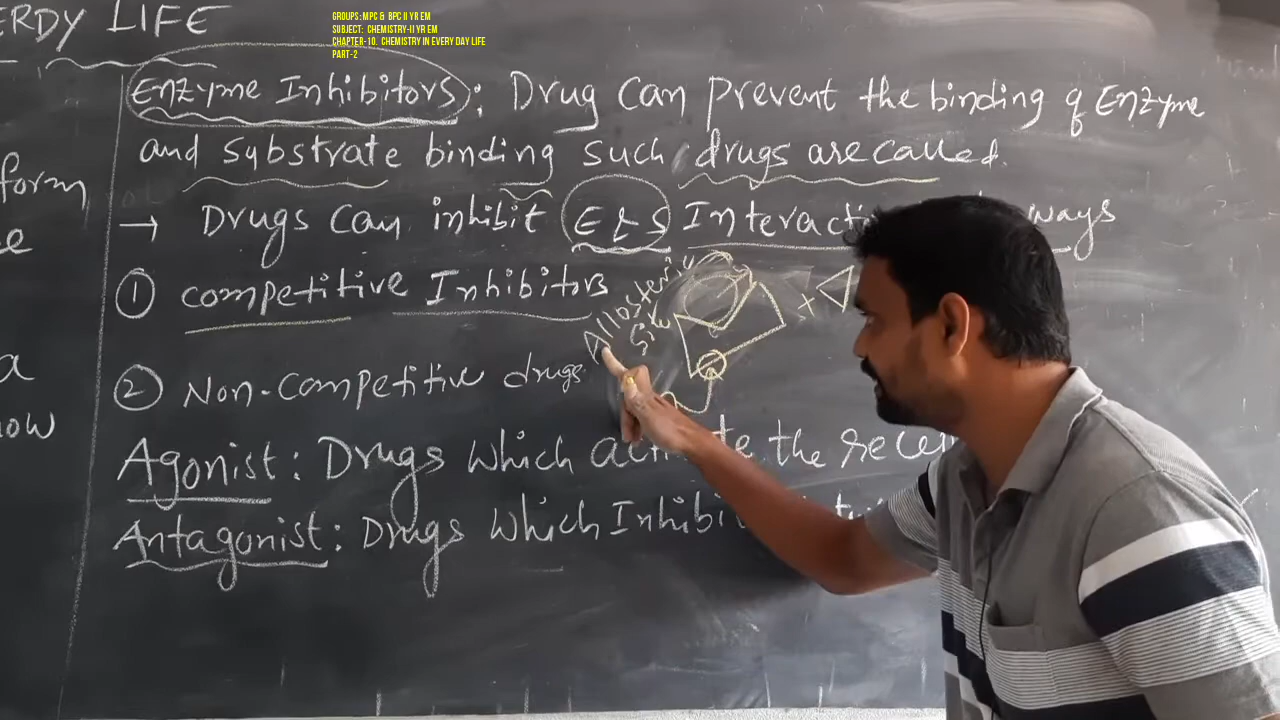 GROUPS: MPC & BPC II YR EM
SUBJECT: CHEMISTRY-II YR EM
CHAPTER-10. CHEMISTRY IN EVERY DAY LIFE
PART-2
ERDY LIFE
form
a
now
Enzyme Inhibitors: Drug can prevent the binding of Enzyme
and substrate binding such drugs are called.
→ Drugs can inhibit E & S Interacti ways
① competitive Inhibitors
Allosteric
Site
+
② Non-competitive drugs
Agonist: Drugs which act te the rece
Antagonist: Drugs which Inhibi